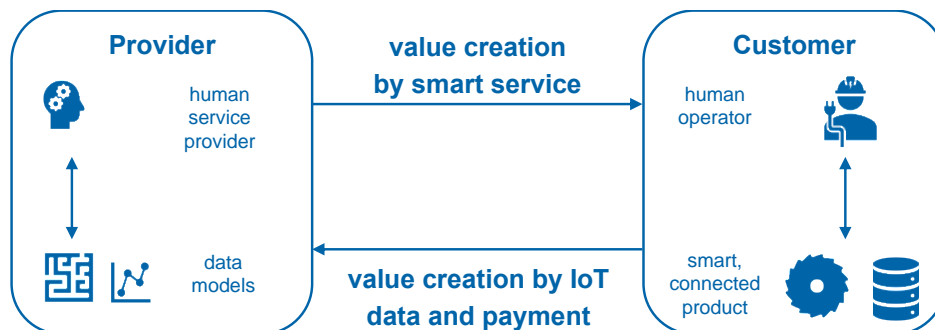 Provider
human
service
provider
data
models
value creation
by smart service
value creation by IoT
data and payment
Customer
human
operator
smart,
connected
product